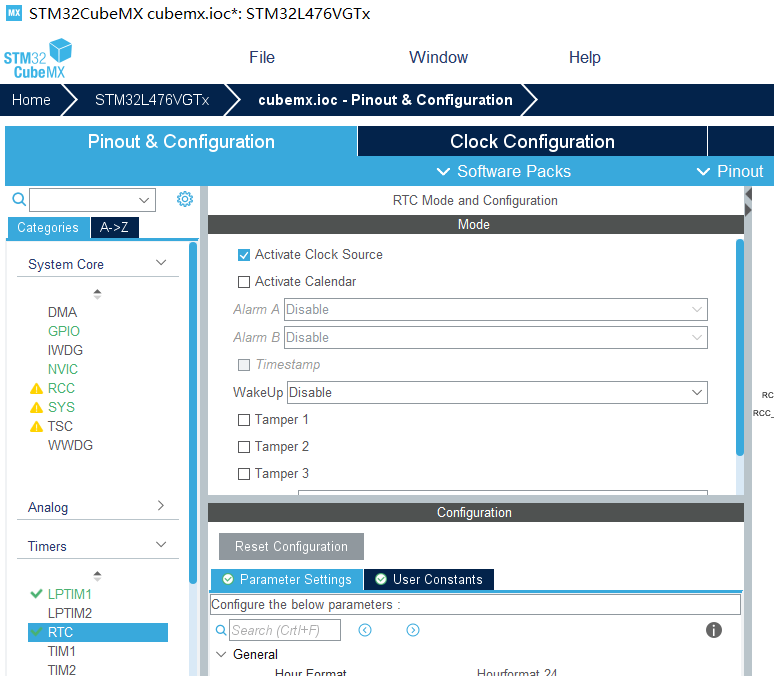 MX STM32CubeMX cubemx.ioc*: STM32L476VGTx
STM32
CubeMX
File Window Help
Home STM32L476VGTx cubemx.ioc - Pinout & Configuration
Pinout & Configuration Clock Configuration
Software Packs Pinout
RTC Mode and Configuration
Categories A->Z
Mode
System Core
Activate Clock Source
Activate Calendar
DMA
GPIO
IWDG
NVIC
RCC
SYS
TSC
WWDG
Alarm A Disable
Alarm B Disable
Timestamp
WakeUp Disable
Tamper 1
Tamper 2
Tamper 3
RC
RCC_
Analog
Timers
LPTIM1
LPTIM2
RTC
TIM1
TIM2
Configuration
Reset Configuration
Parameter Settings User Constants
Configure the below parameters :
Search (Crtl+F)
General
Hour Format Hourformat 24